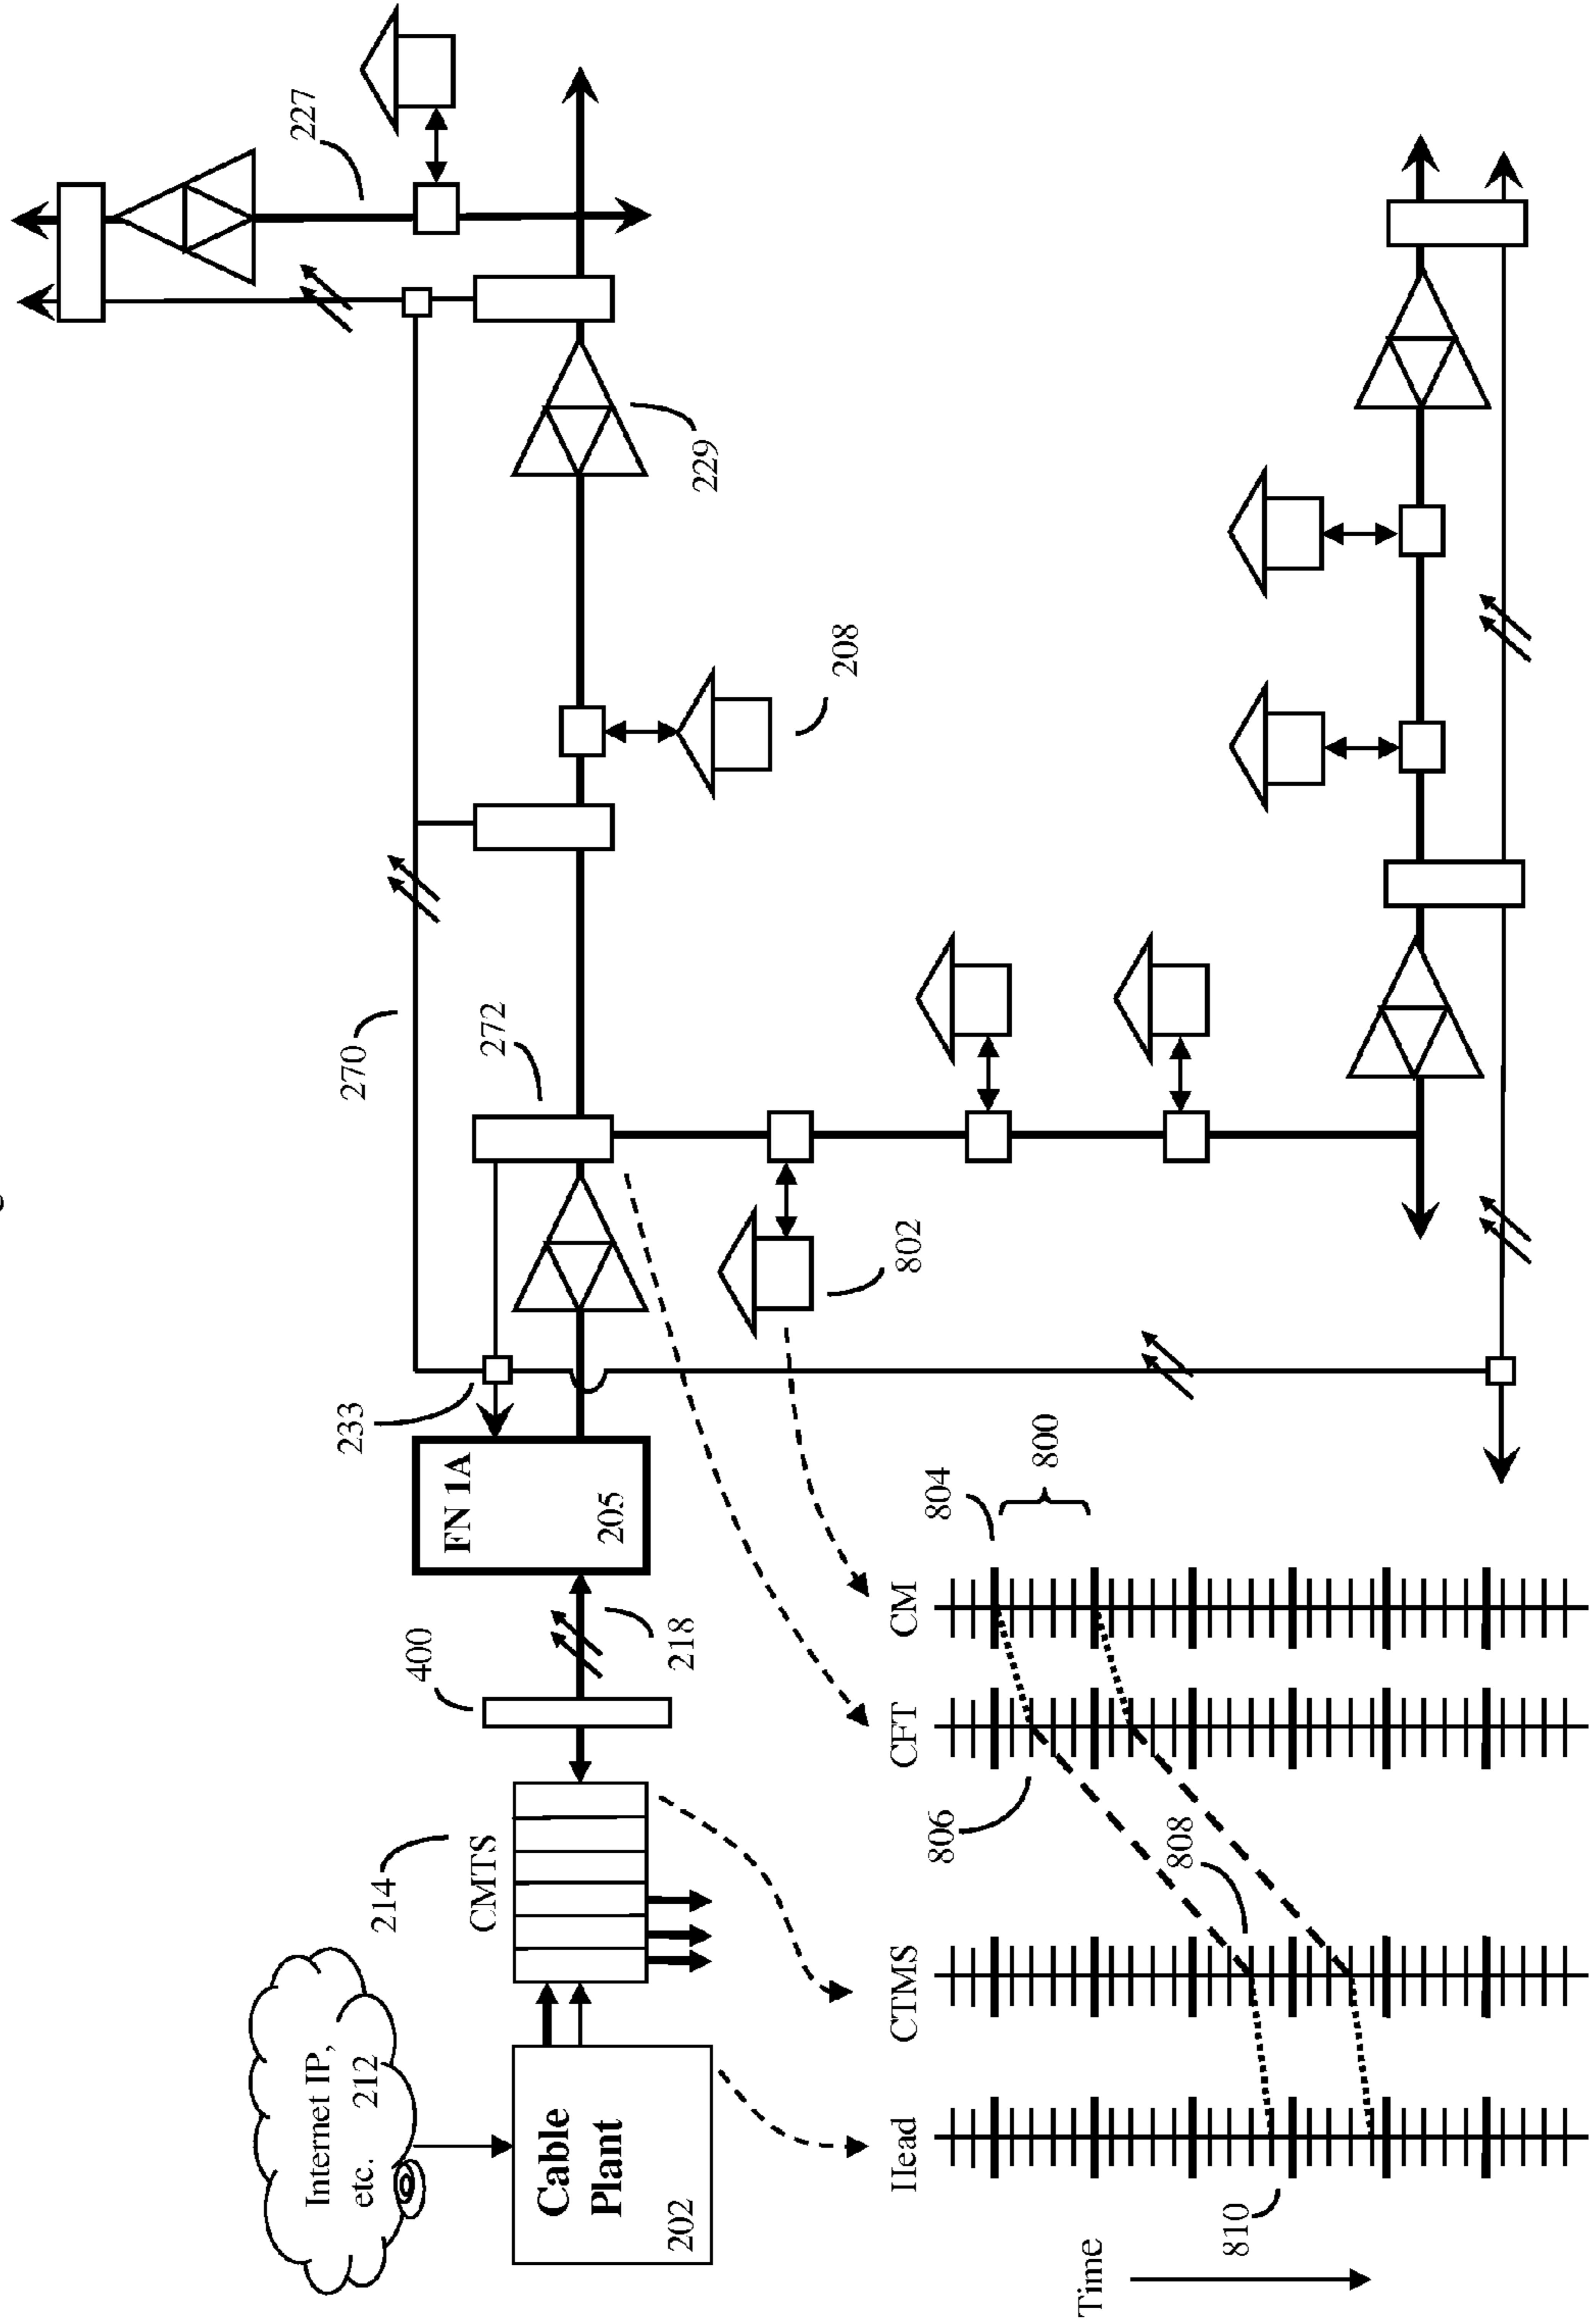 Internet IP,
etc. 212
227
233
270
214
400
FN 1A
205
CMTS
272
Cable
Plant
202
218
229
208
Head
CTMS
CFT
CM
802
806
804
800
808
810
Time